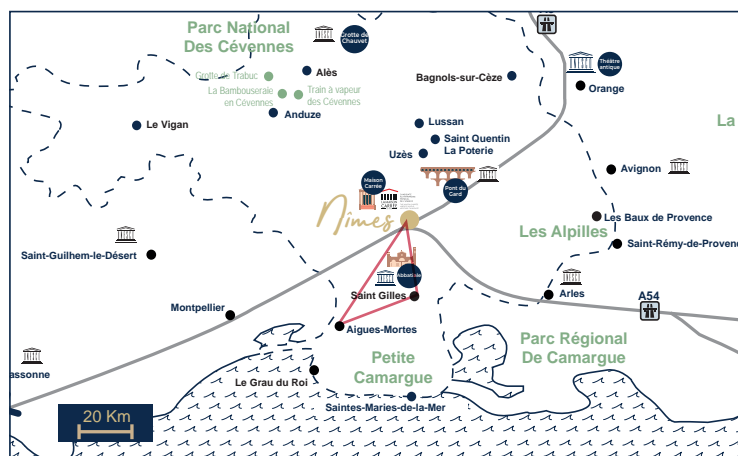 Parc National
Des Cévennes
Grotte
de Chauvet
Grotte de Trabuc
Alès
La Bambouseraie
en Cévennes
Train à vapeur
des Cévennes
Anduze
Le Vigan
Bagnols-sur-Cèze
Théâtre
antique
Orange
La
Lussan
Saint Quentin
La Poterie
Uzès
Avignon
Maison
Carrée
Pont du
Gard
Nîmes
Les Baux de Provence
Les Alpilles
Saint-Rémy-de-Provenc
Saint-Guilhem-le-Désert
Abbatiale
Saint Gilles
Arles
A54
Montpellier
Aigues-Mortes
Parc Régional
De Camargue
Petite
Camargue
assonne
Le Grau du Roi
Saintes-Maries-de-la-Mer
20 Km